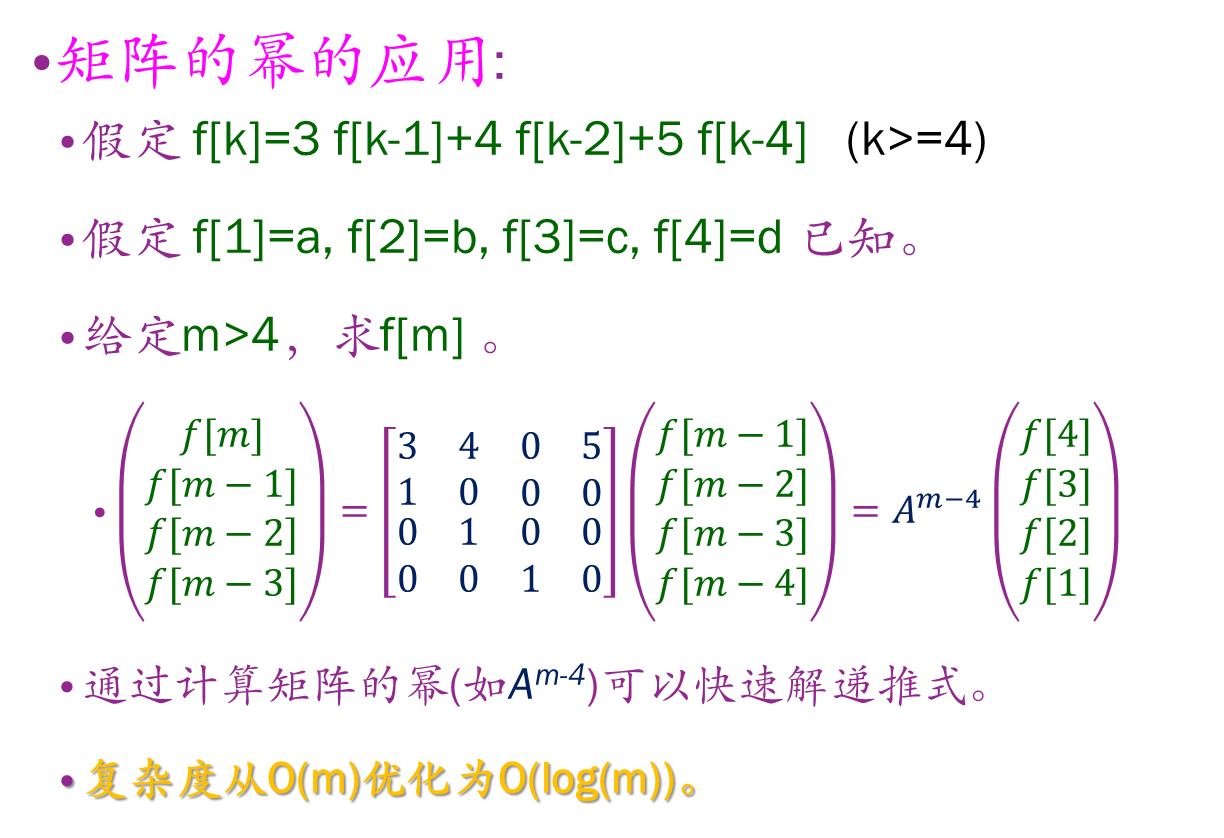 •矩阵的幂的应用:
•假定 f[k]=3 f[k-1]+4 f[k-2]+5 f[k-4] (k>=4)
•假定 f[1]=a, f[2]=b, f[3]=c, f[4]=d 已知。
•给定m>4，求f[m] 。
•(f[m] f[m − 1] f[m − 2] f[m − 3]) = [3 4 0 5 1 0 0 0 0 1 0 0 0 0 1 0] (f[m − 1] f[m − 2] f[m − 3] f[m − 4]) = A^{m−4} (f[4] f[3] f[2] f[1])
•通过计算矩阵的幂(如A^{m-4})可以快速解递推式。
•复杂度从O(m)优化为O(log(m))。